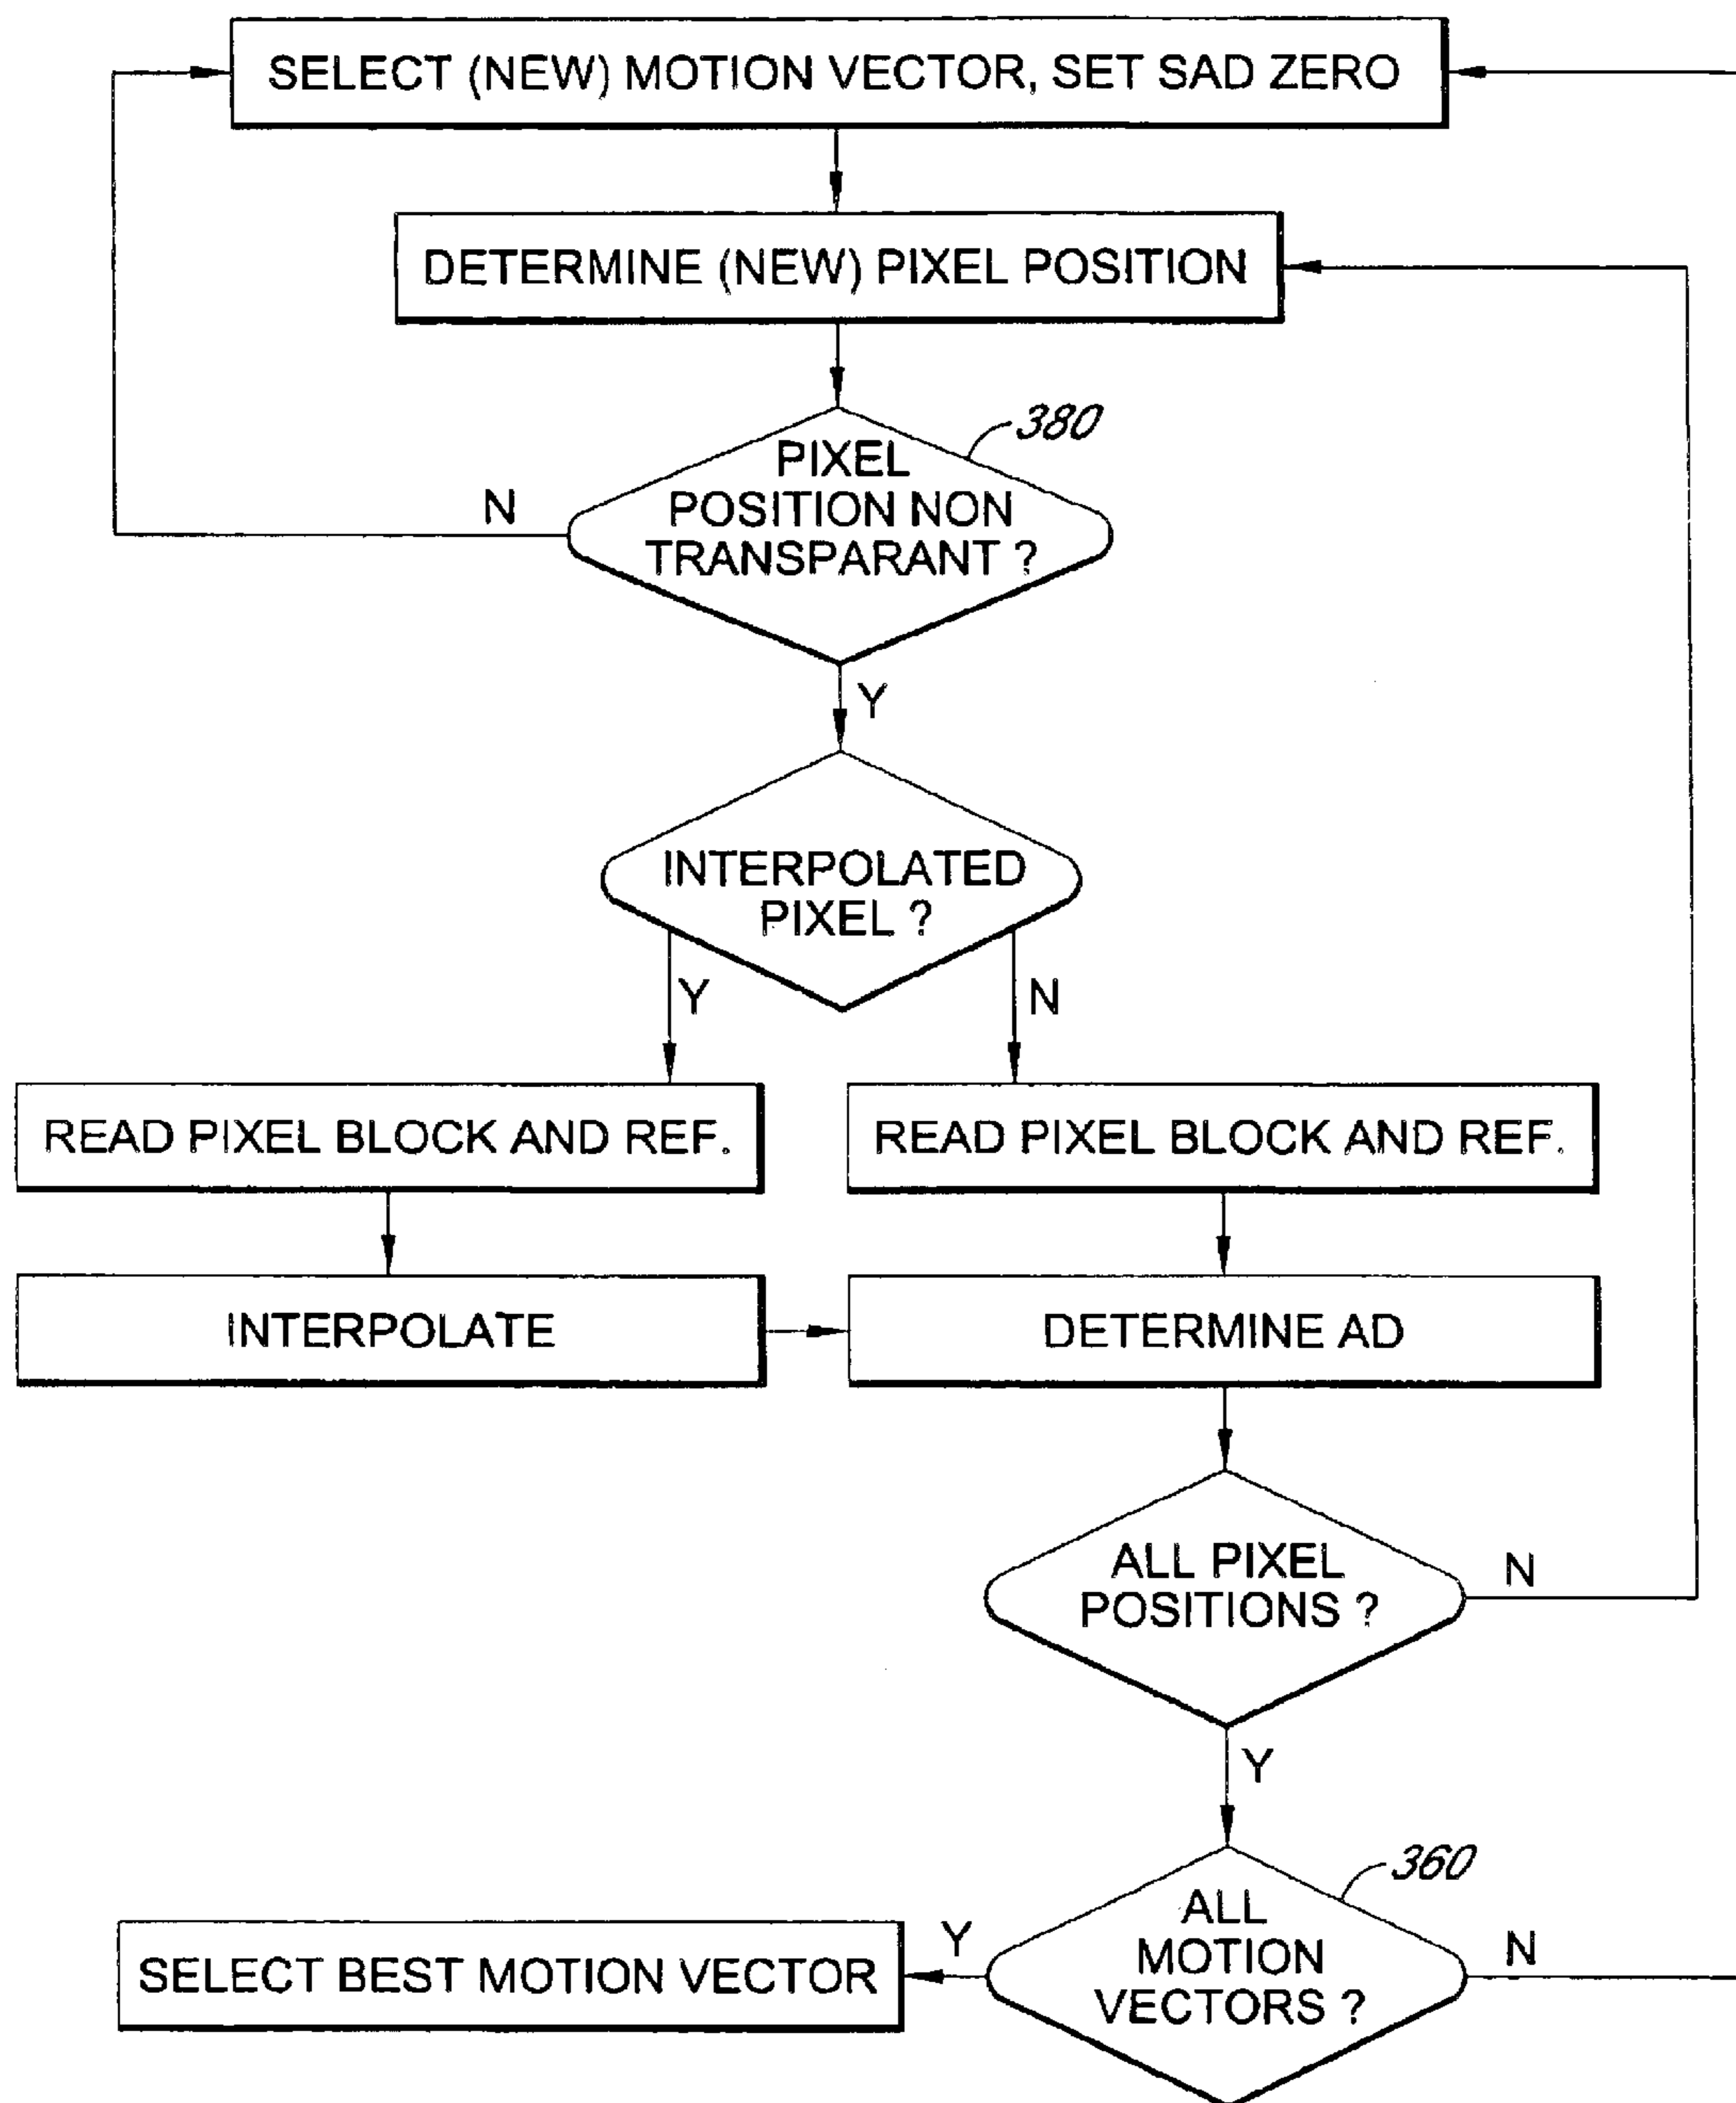 SELECT (NEW) MOTION VECTOR, SET SAD ZERO
DETERMINE (NEW) PIXEL POSITION
380
PIXEL
POSITION NON
TRANSPARANT ?
N
Y
INTERPOLATED
PIXEL ?
Y
N
READ PIXEL BLOCK AND REF.
READ PIXEL BLOCK AND REF.
INTERPOLATE
DETERMINE AD
ALL PIXEL
POSITIONS ?
N
Y
360
ALL
MOTION
VECTORS ?
Y
N
SELECT BEST MOTION VECTOR